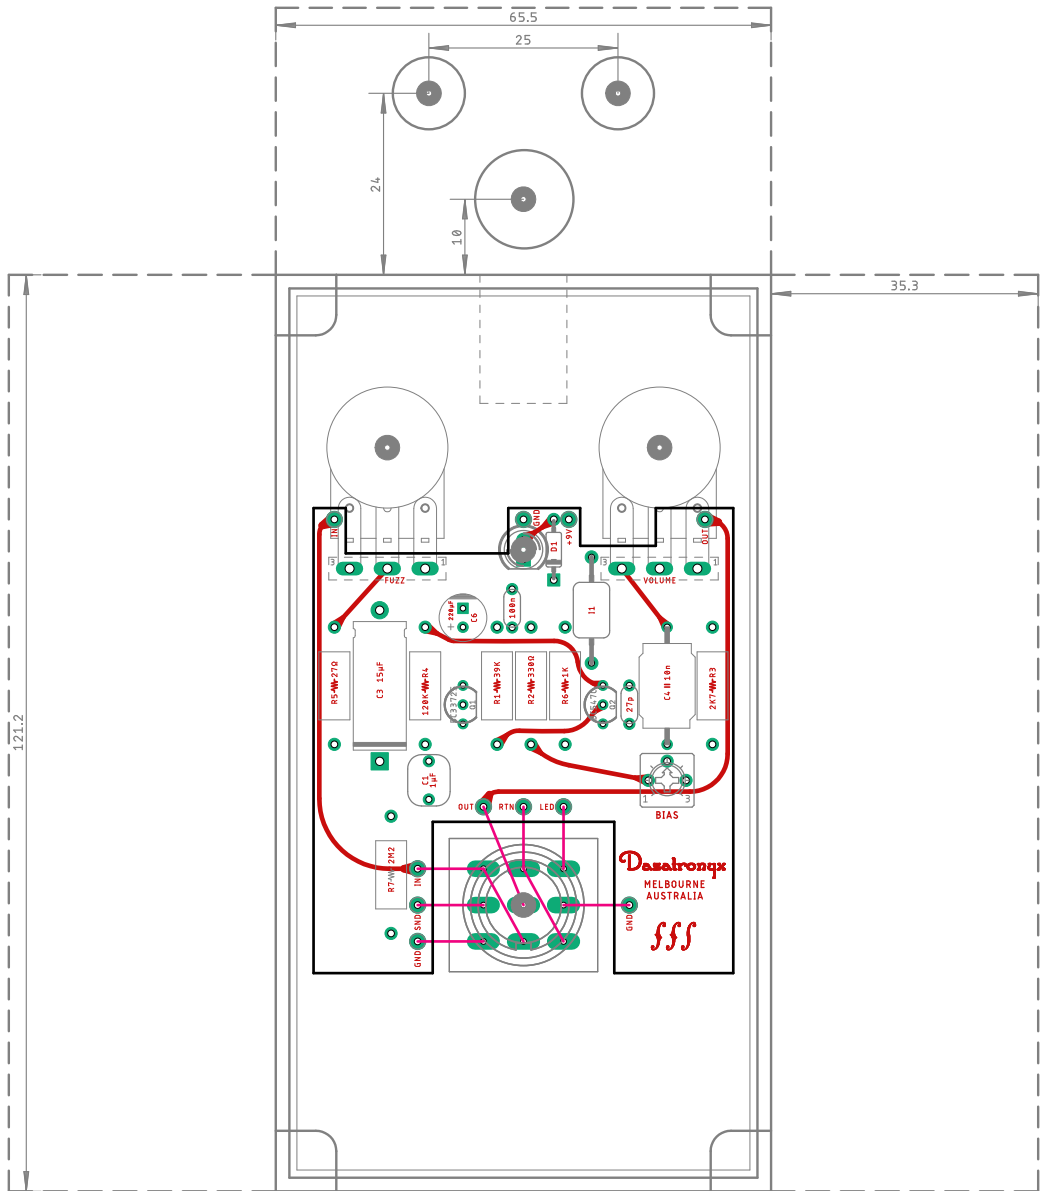 65.5
25
24
10
35.3
121.2
IN
GND
+9V
OUT
D1
3
1
3
1
FUZZ
VOLUME
220µF
+
C6
100n
I1
R5 27Ω
C3 15µF
120K R4
Q1
R1 39K
R2 330Ω
R6 1K
Q2
27p
C4 10n
2K7 R3
C1
1µF
1
3
BIAS
OUT
RTN
LED
R7 2M2
IN
SND
GND
GND
Dazatronyx
MELBOURNE
AUSTRALIA